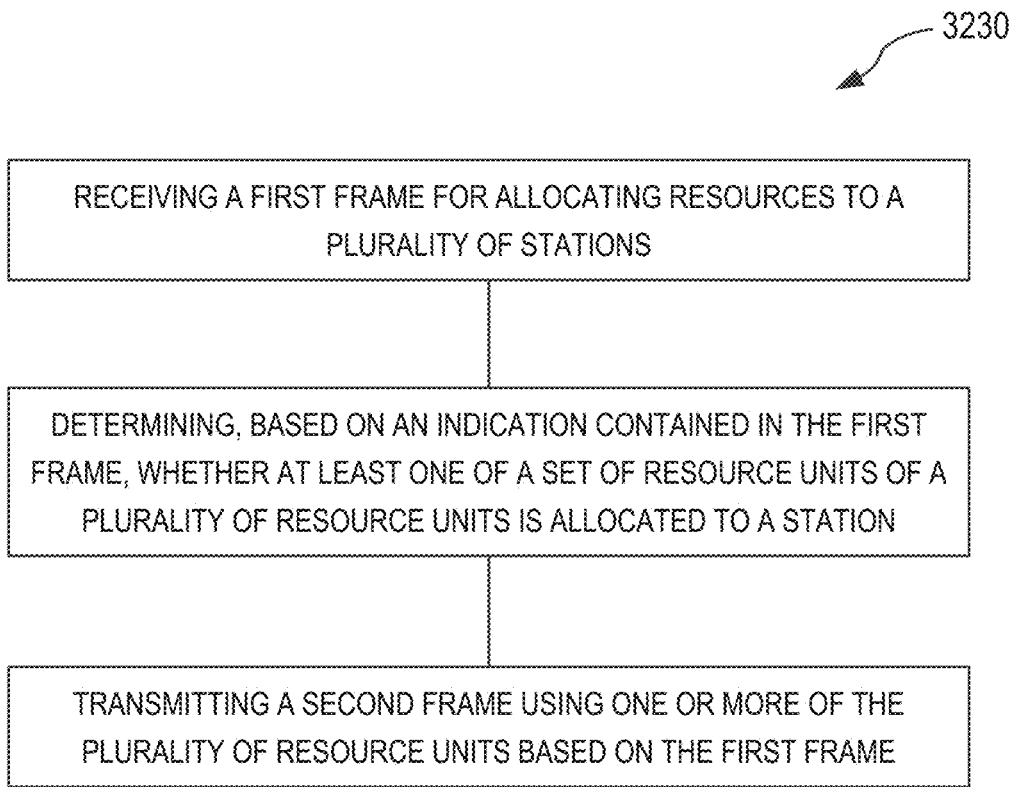 3230
RECEIVING A FIRST FRAME FOR ALLOCATING RESOURCES TO A
PLURALITY OF STATIONS
DETERMINING, BASED ON AN INDICATION CONTAINED IN THE FIRST
FRAME, WHETHER AT LEAST ONE OF A SET OF RESOURCE UNITS OF A
PLURALITY OF RESOURCE UNITS IS ALLOCATED TO A STATION
TRANSMITTING A SECOND FRAME USING ONE OR MORE OF THE
PLURALITY OF RESOURCE UNITS BASED ON THE FIRST FRAME